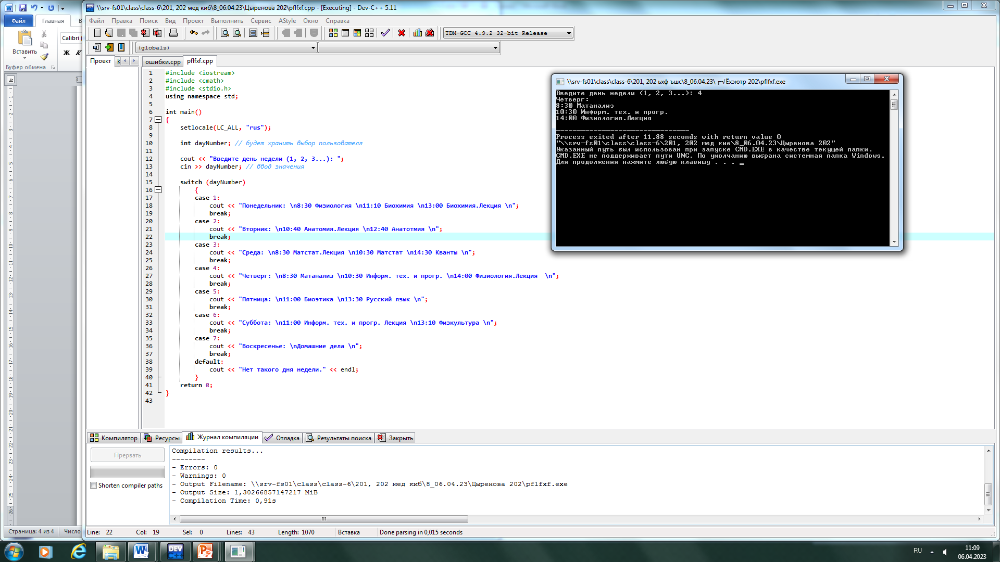 \\srv-fs01\class\class-6\201, 202 мед киб\8_06.04.23\Цыренова 202\pflfxf.cpp - [Executing] - Dev-C++ 5.11
Файл Главная В
Вставить
Calibri (
Ж К
Буфер обмена
Файл Правка Поиск Вид Проект Выполнить Сервис AStyle Окно Справка
TDM-GCC 4.9.2 32-bit Release
(globals)
Проект
ошибки.cpp pflfxf.cpp
1 #include <iostream>
2 #include <cmath>
3 #include <stdio.h>
4 using namespace std;
5
6 int main()
7 {
8 setlocale(LC_ALL, "rus");
9
10 int dayNumber; // будет хранить выбор пользователя
11
12 cout << "Введите день недели (1, 2, 3...): ";
13 cin >> dayNumber; // ввод значения
14
15 switch (dayNumber)
16 {
17 case 1:
18 cout << "Понедельник: \n8:30 Физиология \n11:10 Биохимия \n13:00 Биохимия.Лекция \n";
19 break;
20 case 2:
21 cout << "Вторник: \n10:40 Анатомия.Лекция \n12:40 Анатотмия \n";
22 break;
23 case 3:
24 cout << "Среда: \n8:30 Матстат.Лекция \n10:30 Матстат \n14:30 Кванты \n";
25 break;
26 case 4:
27 cout << "Четверг: \n8:30 Матанализ \n10:30 Информ. тех. и прогр. \n14:00 Физиология.Лекция  \n";
28 break;
29 case 5:
30 cout << "Пятница: \n11:00 Биоэтика \n13:30 Русский язык \n";
31 break;
32 case 6:
33 cout << "Суббота: \n11:00 Информ. тех. и прогр. Лекция \n13:10 Физкультура \n";
34 break;
35 case 7:
36 cout << "Воскресенье: \nДомашние дела \n";
37 break;
38 default:
39 cout << "Нет такого дня недели." << endl;
40 }
41 return 0;
42 }
43
\\srv-fs01\class\class-6\201, 202 ьхф ъшс\8_06.04.23\ ┌─√Ёхэютр 202\pflfxf.exe
Введите день недели (1, 2, 3...): 4
Четверг:
8:30 Матанализ
10:30 Информ. тех. и прогр.
14:00 Физиология.Лекция
--------------------------------
Process exited after 11.88 seconds with return value 0
"\\srv-fs01\class\class-6\201, 202 мед киб\8_06.04.23\Цыренова 202"
Указанный путь был использован при запуске CMD.EXE в качестве текущей папки.
CMD.EXE не поддерживает пути UNC. По умолчанию выбрана системная папка Windows.
Для продолжения нажмите любую клавишу . . . _
Компилятор Ресурсы Журнал компиляции Отладка Результаты поиска Закрыть
Прервать
Shorten compiler paths
Compilation results...
--------
- Errors: 0
- Warnings: 0
- Output Filename: \\srv-fs01\class\class-6\201, 202 мед киб\8_06.04.23\Цыренова 202\pflfxf.exe
- Output Size: 1,30266857147217 MiB
- Compilation Time: 0,91s
Line: 22 Col: 19 Sel: 0 Lines: 43 Length: 1070 Вставка Done parsing in 0,015 seconds
Страница: 4 из 4 Число
RU
11:09
06.04.2023